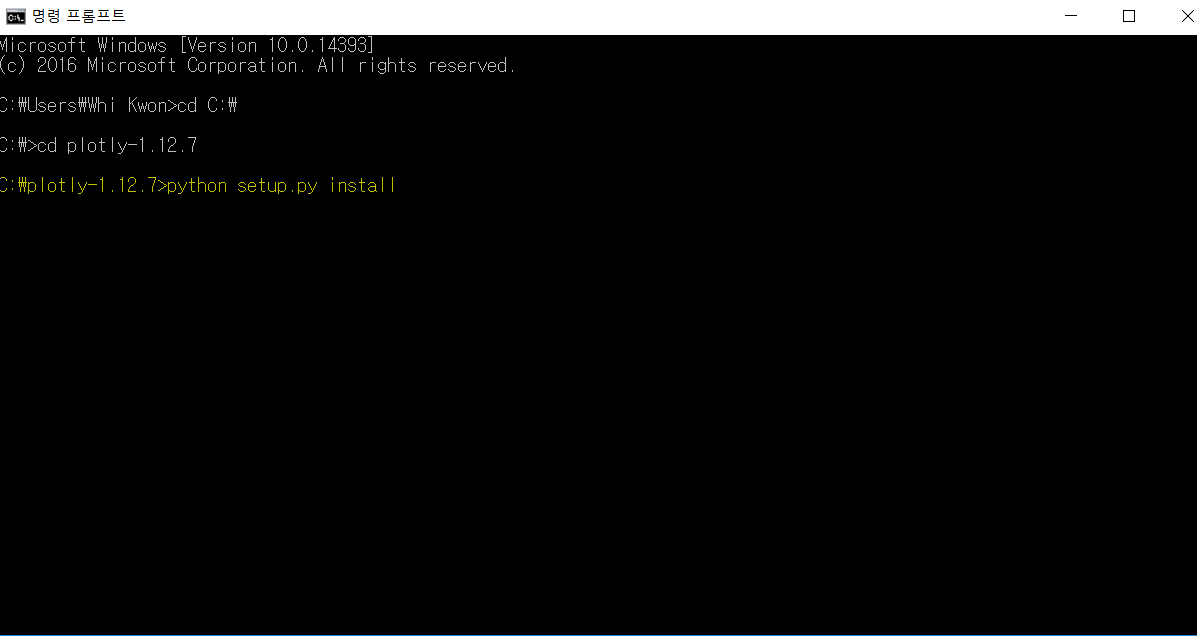 명령 프롬프트
Microsoft Windows [Version 10.0.14393]
(c) 2016 Microsoft Corporation. All rights reserved.
C:₩Users₩Whi Kwon>cd C:₩
C:₩>cd plotly-1.12.7
C:₩plotly-1.12.7>python setup.py install